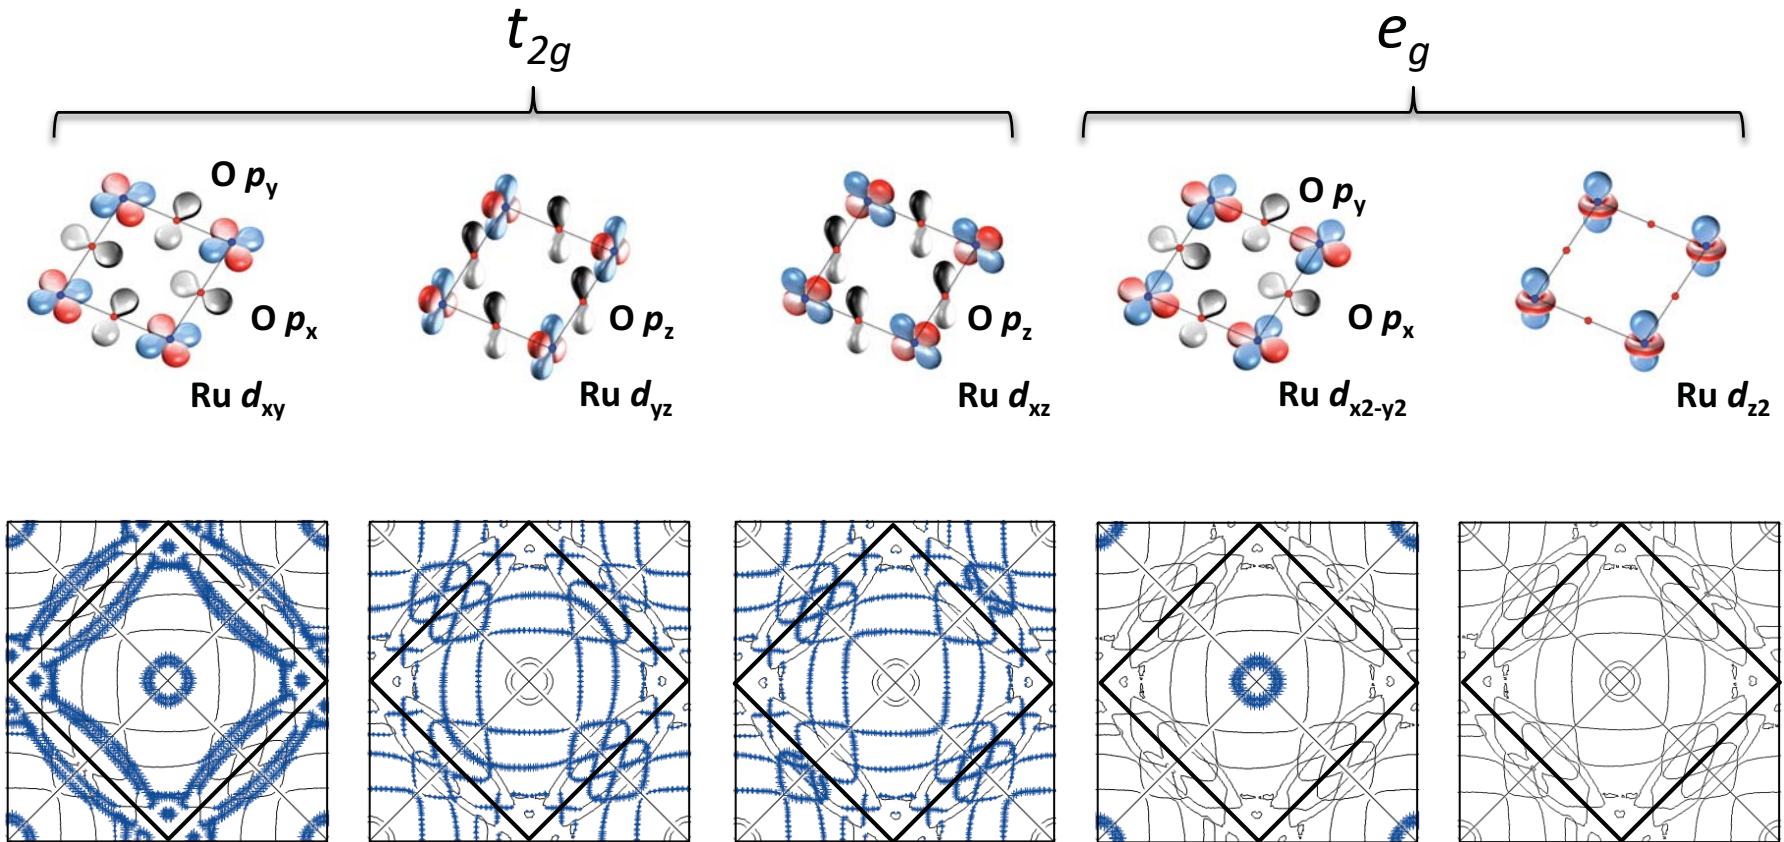 t2g
eg
O py
O px
Ru dxy
O pz
Ru dyz
O pz
Ru dxz
O py
O px
Ru dx2-y2
Ru dz2